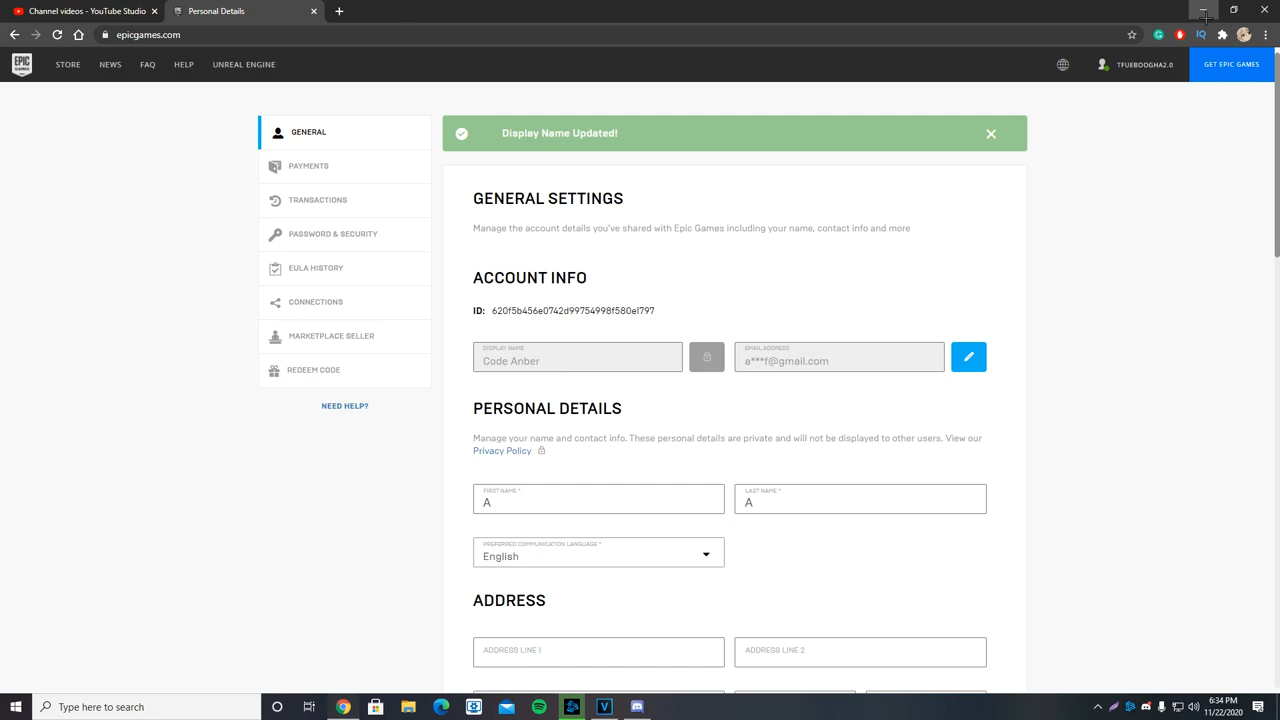 Channel videos - YouTube Studio
Personal Details
epicgames.com
IQ
EPIC GAMES
STORE
NEWS
FAQ
HELP
UNREAL ENGINE
TFUEBOOGHA2.0
GET EPIC GAMES
GENERAL
PAYMENTS
TRANSACTIONS
PASSWORD & SECURITY
EULA HISTORY
CONNECTIONS
MARKETPLACE SELLER
REDEEM CODE
NEED HELP?
Display Name Updated!
GENERAL SETTINGS
Manage the account details you've shared with Epic Games including your name, contact info and more
ACCOUNT INFO
ID: 620f5b456e0742d99754998f580e1797
DISPLAY NAME
Code Anber
EMAIL ADDRESS
a***f@gmail.com
PERSONAL DETAILS
Manage your name and contact info. These personal details are private and will not be displayed to other users. View our
Privacy Policy
FIRST NAME *
A
LAST NAME *
A
PREFERRED COMMUNICATION LANGUAGE *
English
ADDRESS
ADDRESS LINE 1
ADDRESS LINE 2
Type here to search
6:34 PM
11/22/2020